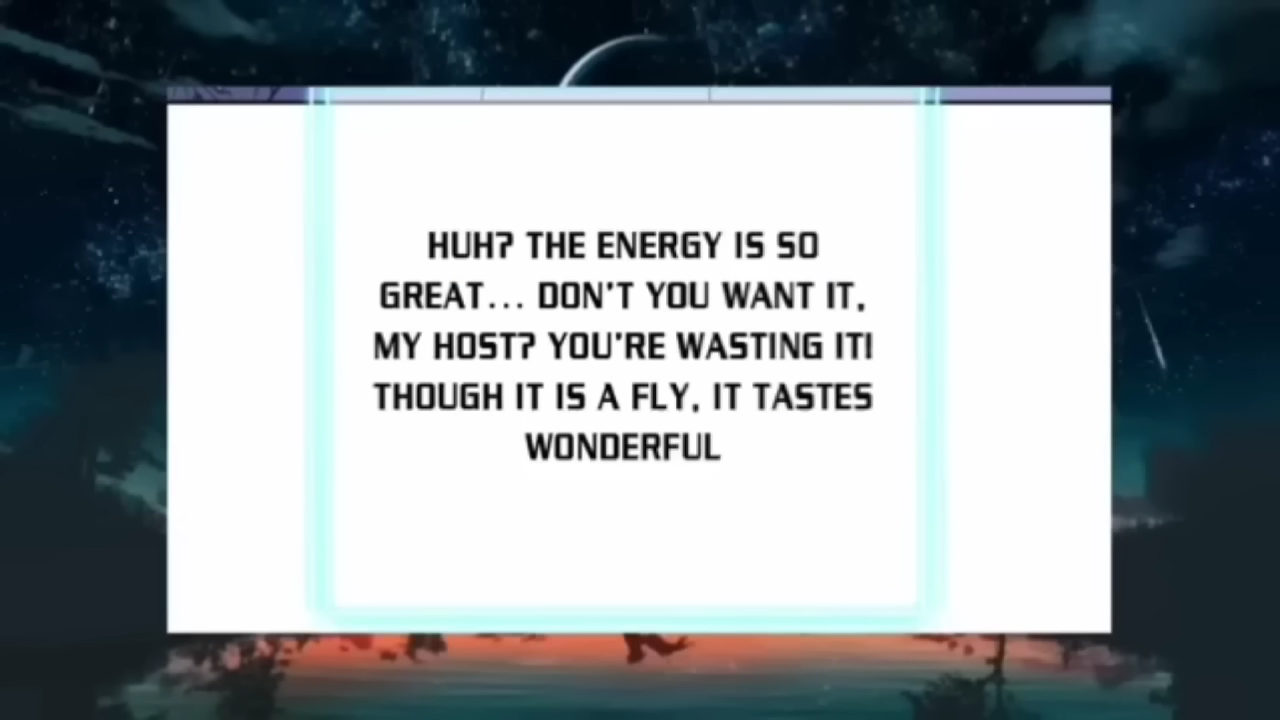 HUH? THE ENERGY IS SO
GREAT... DON'T YOU WANT IT,
MY HOST? YOU'RE WASTING IT!
THOUGH IT IS A FLY, IT TASTES
WONDERFUL